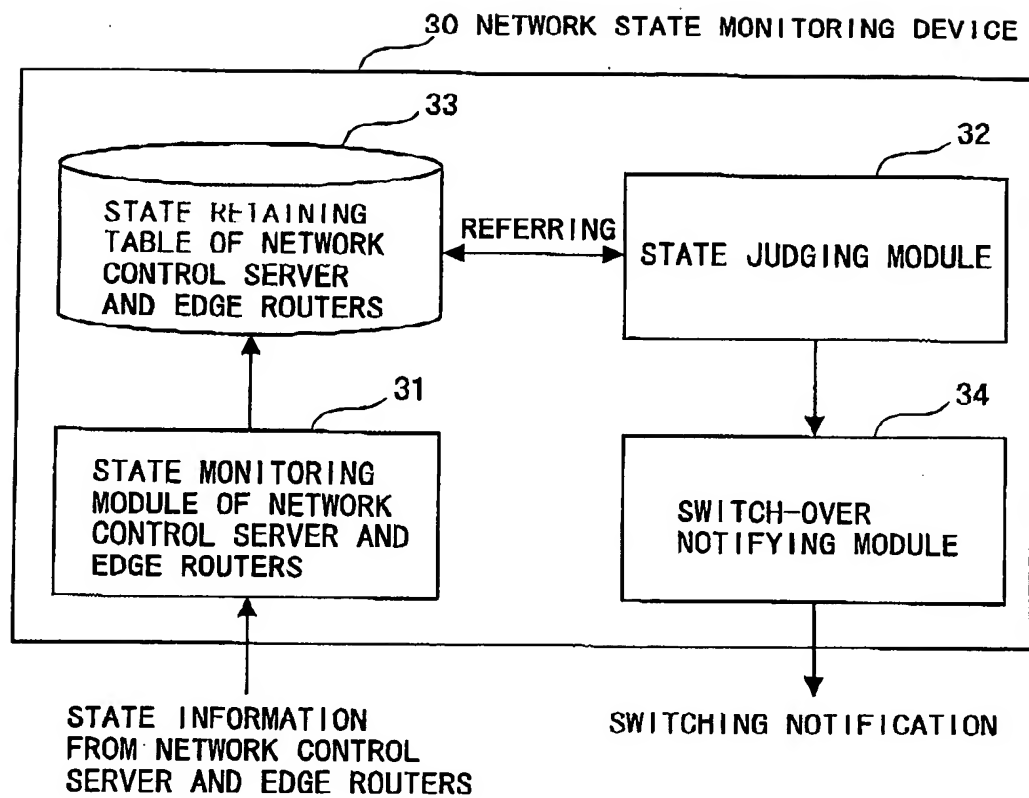 30 NETWORK STATE MONITORING DEVICE
33
STATE RETAINING
TABLE OF NETWORK
CONTROL SERVER
AND EDGE ROUTERS
REFERRING
32
STATE JUDGING MODULE
31
STATE MONITORING
MODULE OF NETWORK
CONTROL SERVER AND
EDGE ROUTERS
34
SWITCH-OVER
NOTIFYING MODULE
STATE INFORMATION
FROM NETWORK CONTROL
SERVER AND EDGE ROUTERS
SWITCHING NOTIFICATION